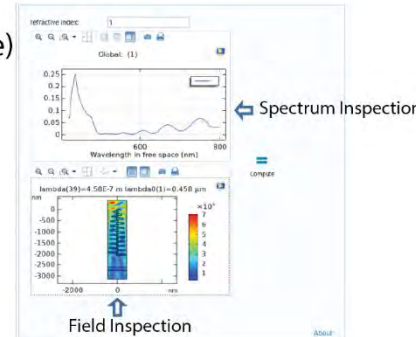 e)
refractive index: 1
Global: (1)
0.25
0.2
0.15
0.1
0.05
0
600
800
Wavelength in free space (nm)
Spectrum Inspection
=
Compute
lambda(39)=4.58E-7 m lambda0(1)=0.458 μm
nm
0
-500
-1000
-1500
-2000
-2500
-3000
-2000
0
nm
7
6
5
4
3
2
1
Field Inspection
About